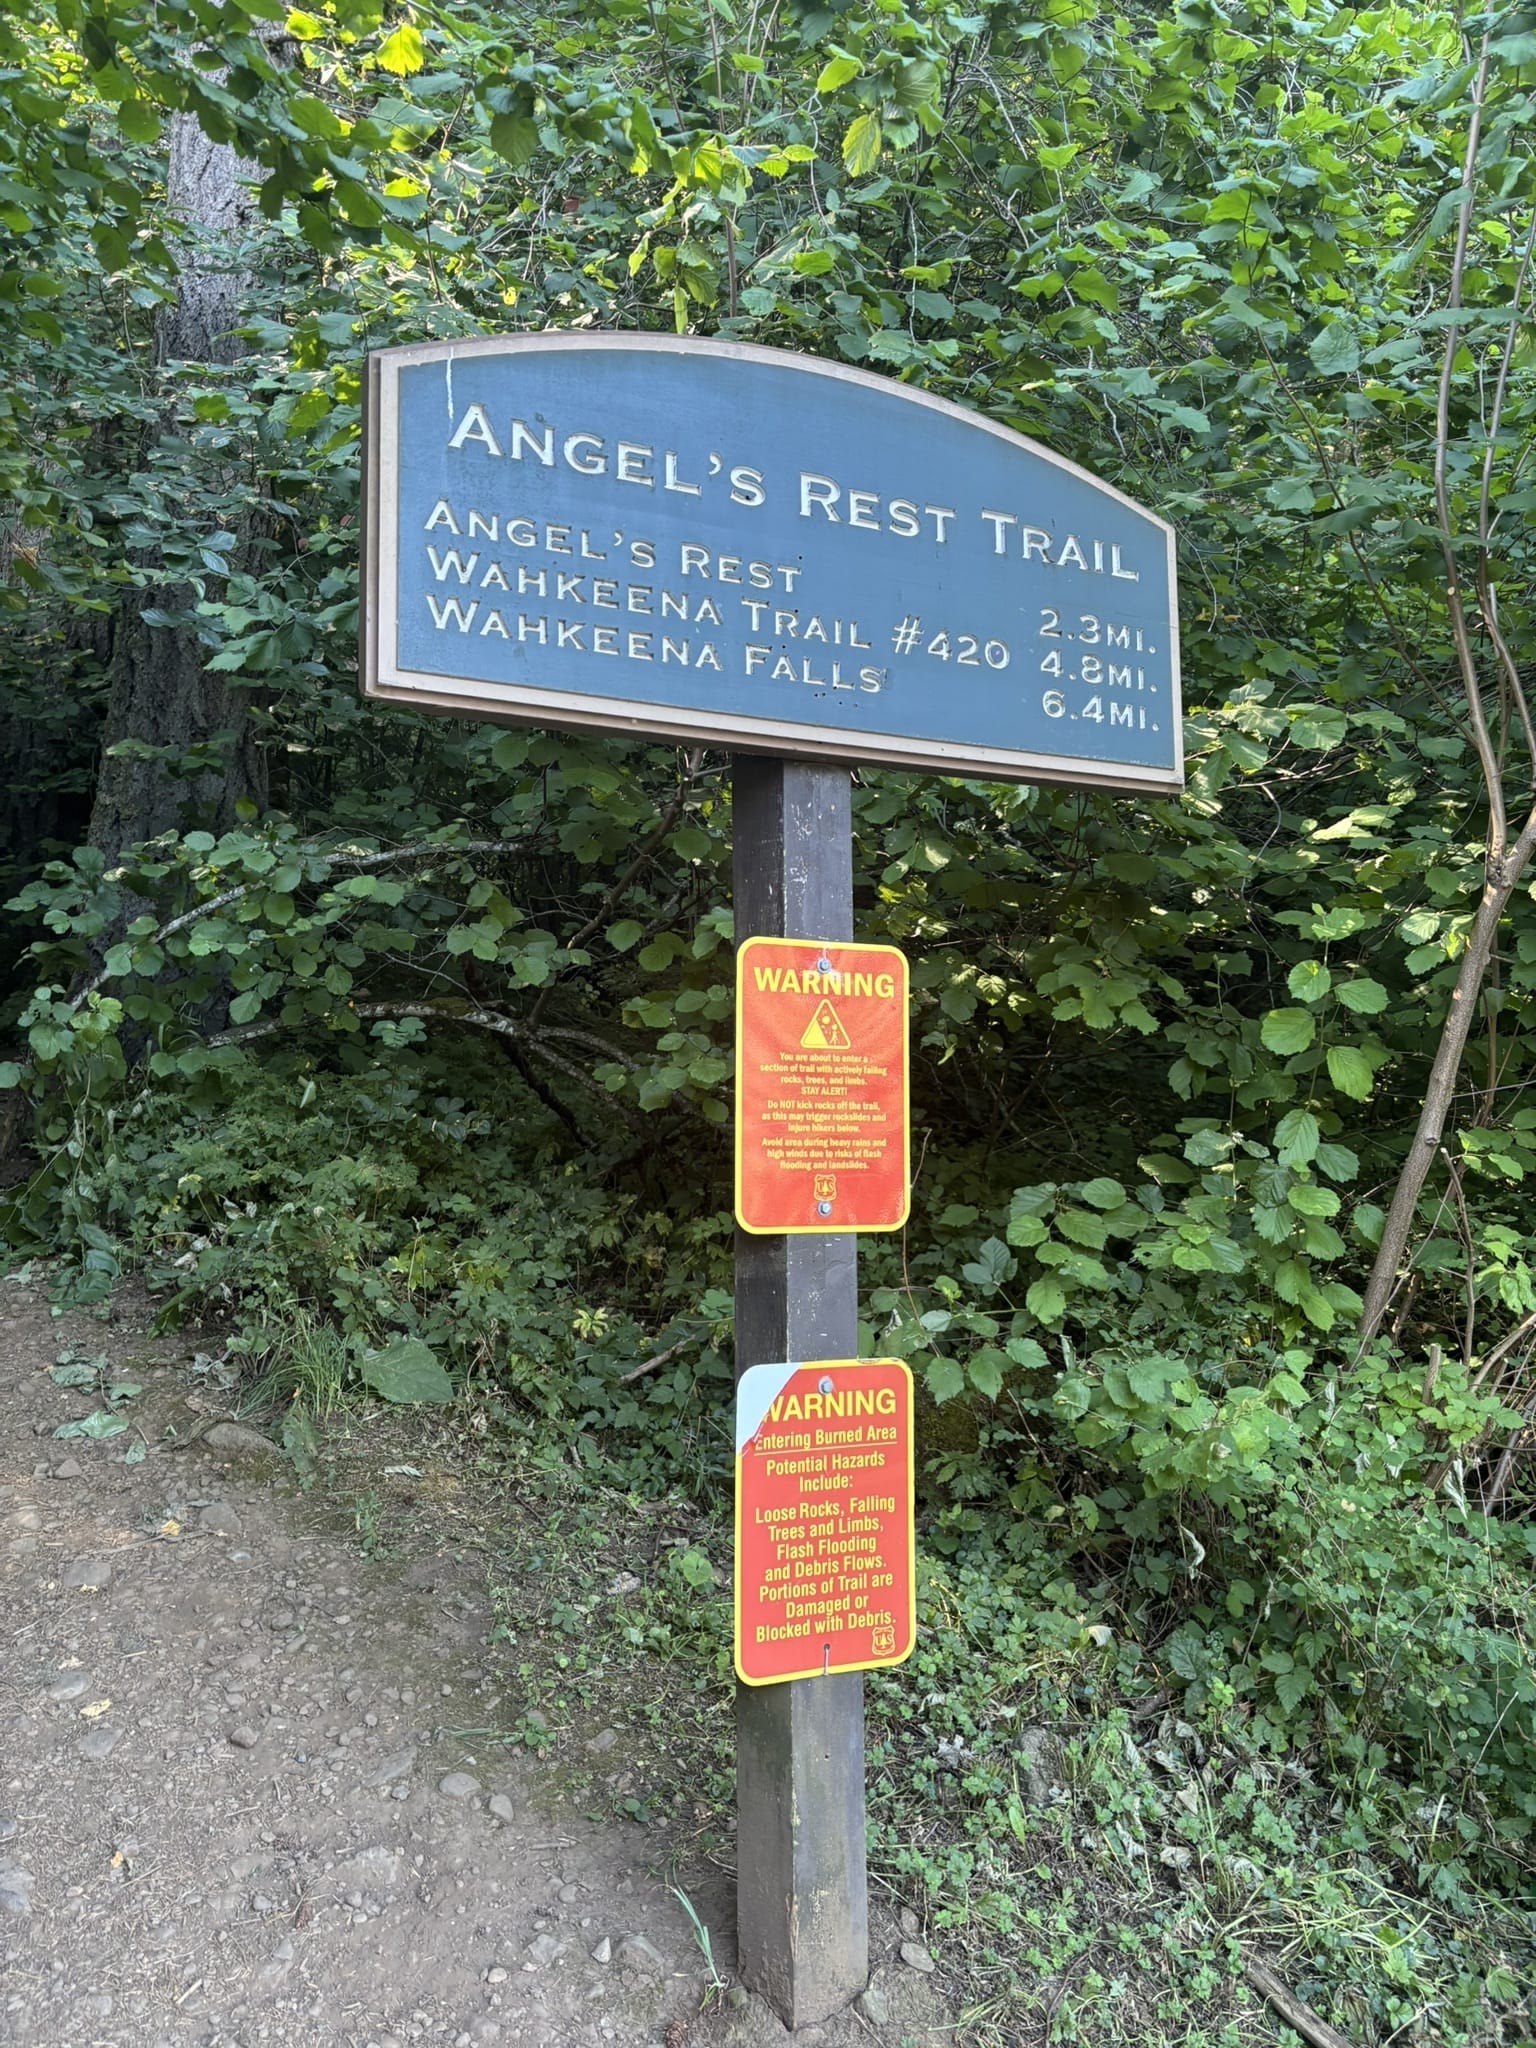 ANGEL'S REST TRAIL
ANGEL'S REST 2.3MI.
WAHKEENA TRAIL #420 4.8MI.
WAHKEENA FALLS 6.4MI.
WARNING
You are about to enter a
section of trail with actively falling
rocks, trees, and limbs.
STAY ALERT!
Do NOT kick rocks off the trail,
as this may trigger rockslides and
injure hikers below.
Avoid area during heavy rains and
high winds due to risks of flash
flooding and landslides.
U S
WARNING
Entering Burned Area
Potential Hazards
Include:
Loose Rocks, Falling
Trees and Limbs,
Flash Flooding
and Debris Flows.
Portions of Trail are
Damaged or
Blocked with Debris.
U S